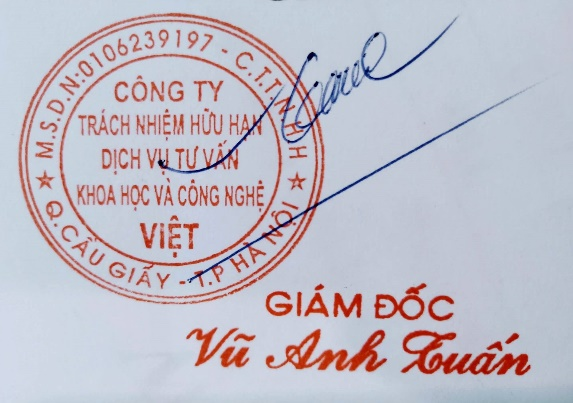 M.S.D.N:0106239197 - C.T.T.N.H.H
CÔNG TY
TRÁCH NHIỆM HỮU HẠN
DỊCH VỤ TƯ VẤN
KHOA HỌC VÀ CÔNG NGHỆ
VIỆT
Q.CẦU GIẤY - T.P HÀ NỘI
GIÁM ĐỐC
Vũ Anh Tuấn